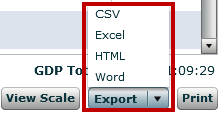 CSV
Excel
HTML
Word
GDP To :09:29
View Scale Export Print